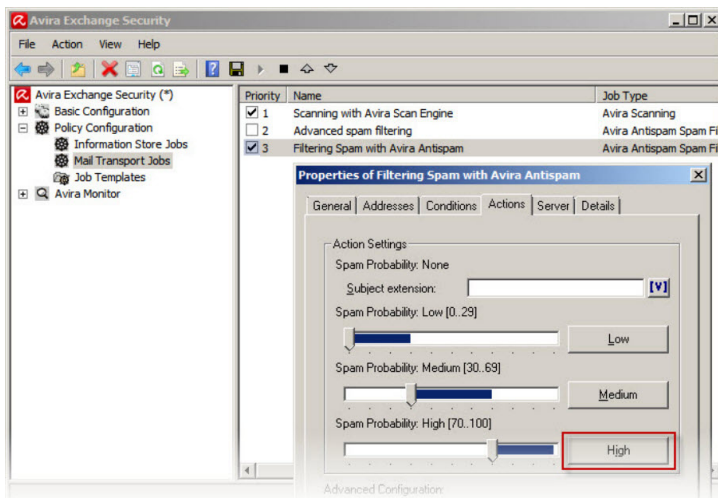 Avira Exchange Security
File Action View Help
Avira Exchange Security (*)
Basic Configuration
Policy Configuration
Information Store Jobs
Mail Transport Jobs
Job Templates
Avira Monitor
Priority Name Job Type
1 Scanning with Avira Scan Engine Avira Scanning
2 Advanced spam filtering Avira Antispam Spam Fi
3 Filtering Spam with Avira Antispam Avira Antispam Spam Fi
Properties of Filtering Spam with Avira Antispam
General Addresses Conditions Actions Server Details
Action Settings
Spam Probability: None
Subject extension: [V]
Spam Probability: Low [0..29]
Low
Spam Probability: Medium [30..69]
Medium
Spam Probability: High [70..100]
High
Advanced Configuration: